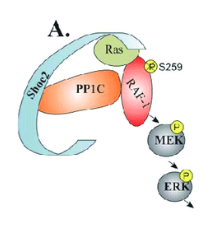 A.
Ras
P S259
Shoc2
PP1C
RAF-1
P
MEK
P
ERK